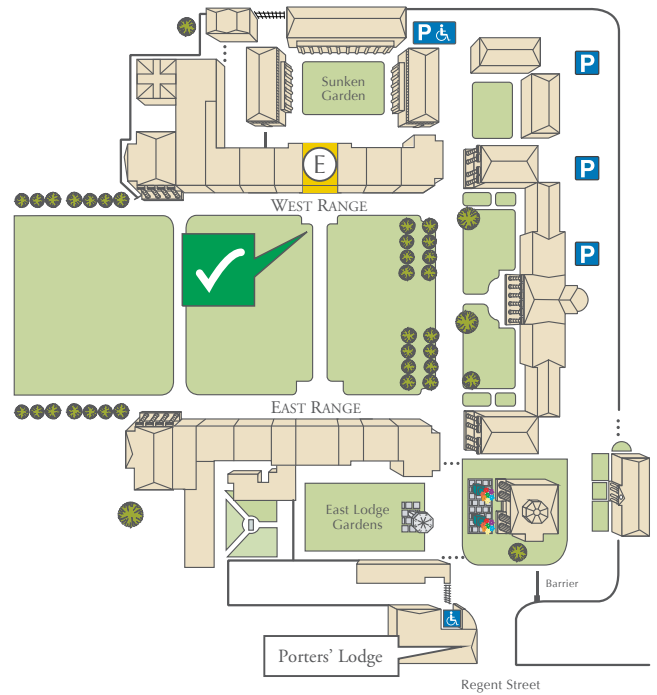 P
P
Sunken
Garden
P
E
WEST RANGE
P
EAST RANGE
East Lodge
Gardens
Barrier
Porters' Lodge
Regent Street